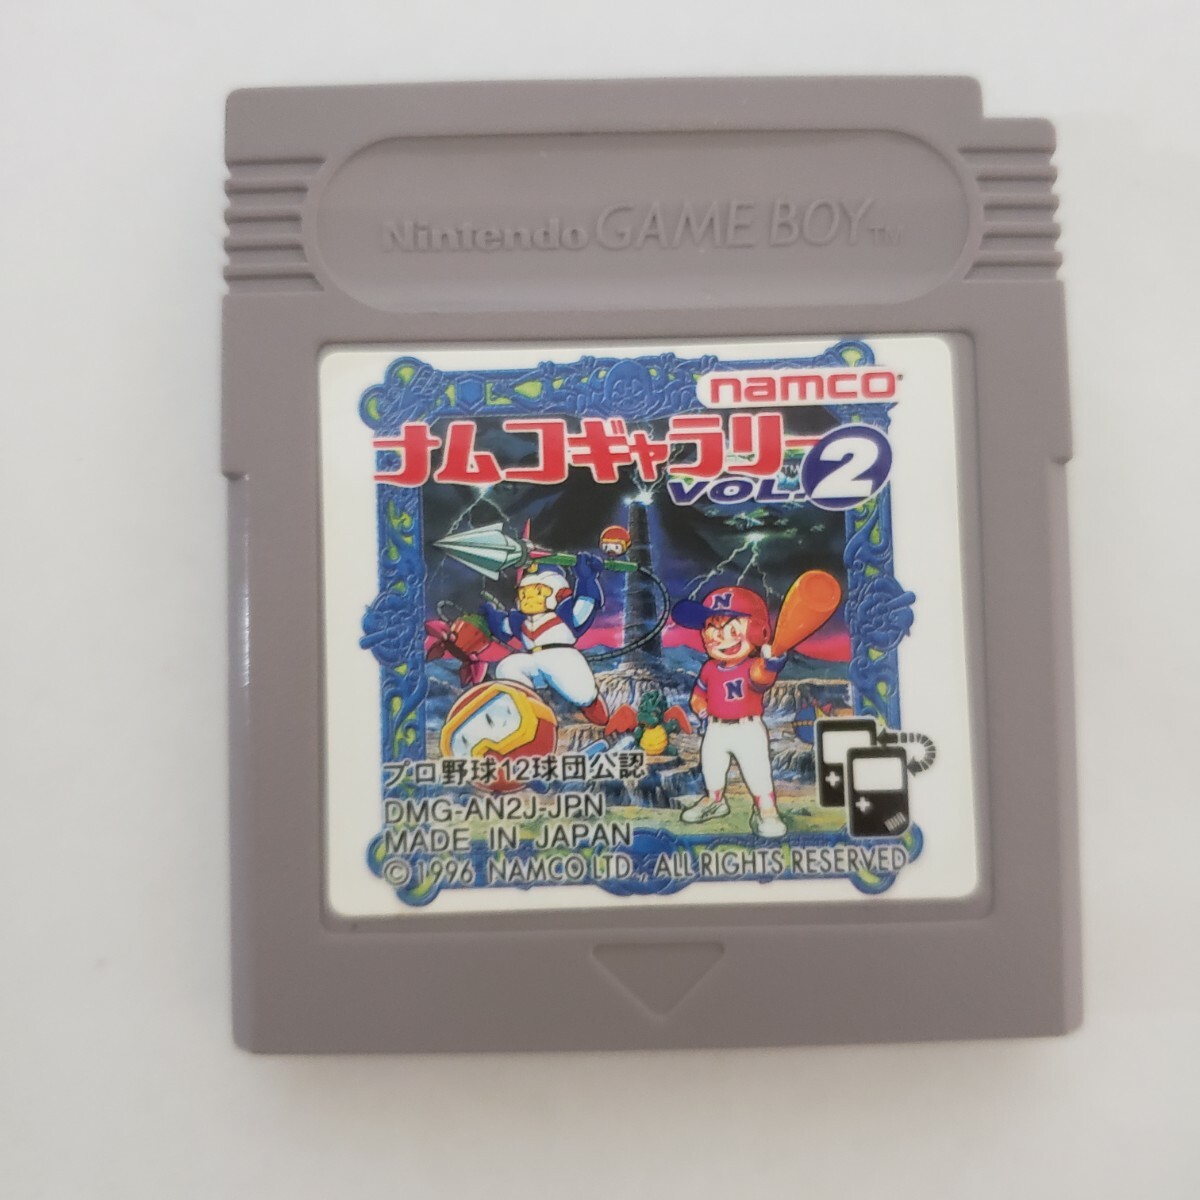 Nintendo GAME BOY™
namco
ナムコギャラリー
VOL.2
N
N
プロ野球12球団公認
DMG-AN2J-JPN
MADE IN JAPAN
© 1996 NAMCO LTD., ALL RIGHTS RESERVED